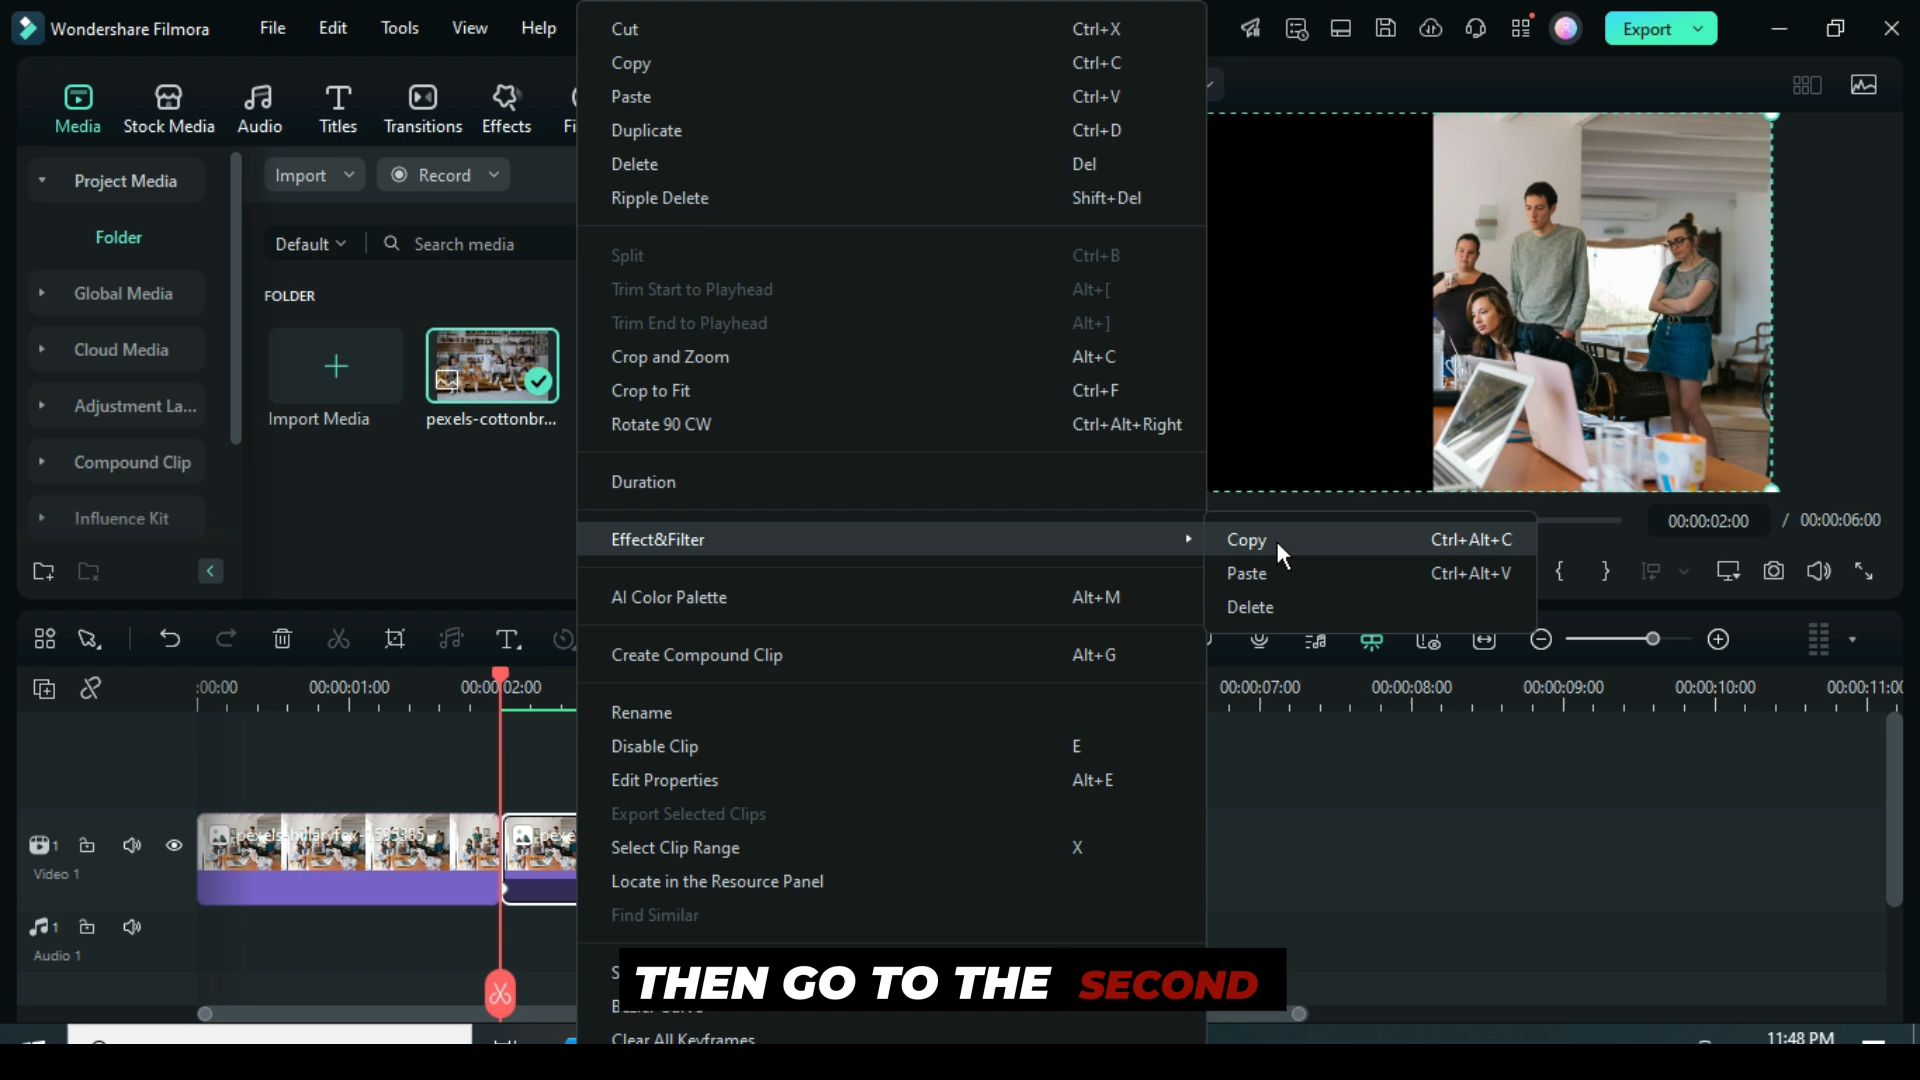 Wondershare Filmora
File
Edit
Tools
View
Help
Export
Media
Stock Media
Audio
Titles
Transitions
Effects
Fi
Project Media
Folder
Global Media
Cloud Media
Adjustment La...
Compound Clip
Influence Kit
Import
Record
Default
Search media
FOLDER
Import Media
pexels-cottonbr...
Cut Ctrl+X
Copy Ctrl+C
Paste Ctrl+V
Duplicate Ctrl+D
Delete Del
Ripple Delete Shift+Del
Split Ctrl+B
Trim Start to Playhead Alt+[
Trim End to Playhead Alt+]
Crop and Zoom Alt+C
Crop to Fit Ctrl+F
Rotate 90 CW Ctrl+Alt+Right
Duration
Effect&Filter
AI Color Palette Alt+M
Create Compound Clip Alt+G
Rename
Disable Clip E
Edit Properties Alt+E
Export Selected Clips
Select Clip Range X
Locate in the Resource Panel
Find Similar
Clear All Keyframes
Copy Ctrl+Alt+C
Paste Ctrl+Alt+V
Delete
00:00:02:00 / 00:00:06:00
:00:00
00:00:01:00
00:00:02:00
00:00:07:00
00:00:08:00
00:00:09:00
00:00:10:00
00:00:11:00
1
Video 1
1
Audio 1
THEN GO TO THE SECOND
11:48 PM